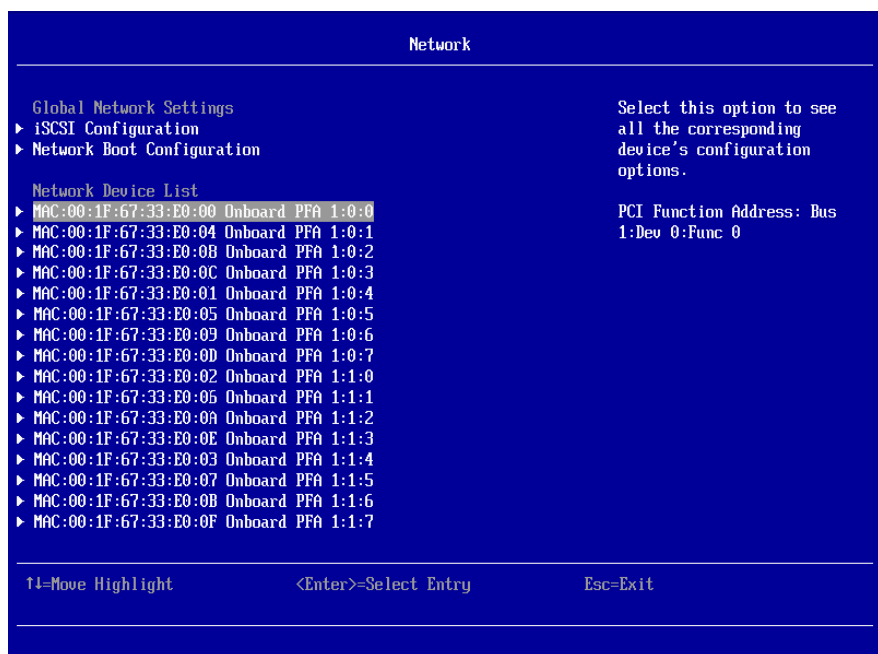 Network
Global Network Settings
iSCSI Configuration
Network Boot Configuration
Network Device List
MAC:00:1F:67:33:E0:00 Onboard PFA 1:0:0
MAC:00:1F:67:33:E0:04 Onboard PFA 1:0:1
MAC:00:1F:67:33:E0:0B Onboard PFA 1:0:2
MAC:00:1F:67:33:E0:0C Onboard PFA 1:0:3
MAC:00:1F:67:33:E0:01 Onboard PFA 1:0:4
MAC:00:1F:67:33:E0:05 Onboard PFA 1:0:5
MAC:00:1F:67:33:E0:09 Onboard PFA 1:0:6
MAC:00:1F:67:33:E0:0D Onboard PFA 1:0:7
MAC:00:1F:67:33:E0:02 Onboard PFA 1:1:0
MAC:00:1F:67:33:E0:06 Onboard PFA 1:1:1
MAC:00:1F:67:33:E0:0A Onboard PFA 1:1:2
MAC:00:1F:67:33:E0:0E Onboard PFA 1:1:3
MAC:00:1F:67:33:E0:03 Onboard PFA 1:1:4
MAC:00:1F:67:33:E0:07 Onboard PFA 1:1:5
MAC:00:1F:67:33:E0:0B Onboard PFA 1:1:6
MAC:00:1F:67:33:E0:0F Onboard PFA 1:1:7
Select this option to see
all the corresponding
device's configuration
options.
PCI Function Address: Bus
1:Dev 0:Func 0
↑↓=Move Highlight <Enter>=Select Entry Esc=Exit